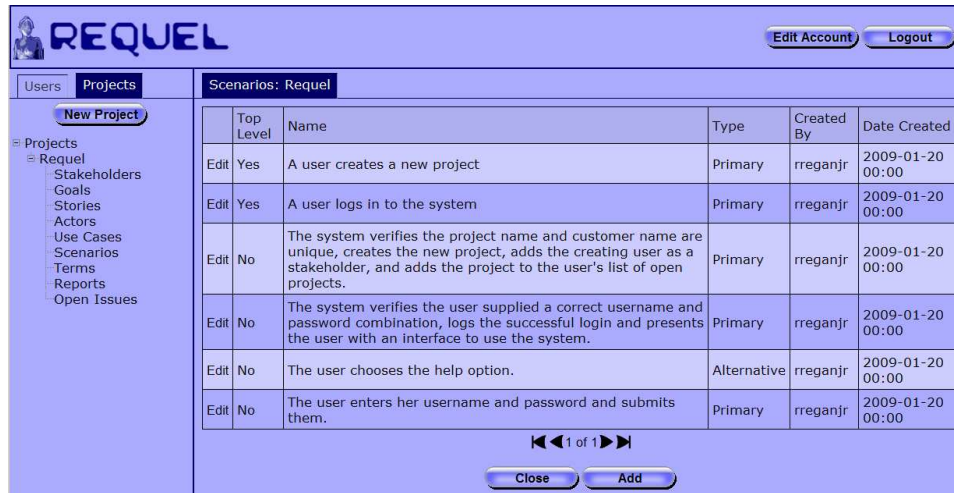 REQUEL
Edit Account
Logout
Users
Projects
Scenarios: Requel
New Project
Projects
Requel
Stakeholders
Goals
Stories
Actors
Use Cases
Scenarios
Terms
Reports
Open Issues
Top
Level
Name
Type
Created
By
Date Created
Edit Yes A user creates a new project Primary rreganjr 2009-01-20
00:00
Edit Yes A user logs in to the system Primary rreganjr 2009-01-20
00:00
Edit No The system verifies the project name and customer name are
unique, creates the new project, adds the creating user as a
stakeholder, and adds the project to the user's list of open
projects.
Primary rreganjr 2009-01-20
00:00
Edit No The system verifies the user supplied a correct username and
password combination, logs the successful login and presents
the user with an interface to use the system.
Primary rreganjr 2009-01-20
00:00
Edit No The user chooses the help option. Alternative rreganjr 2009-01-20
00:00
Edit No The user enters her username and password and submits
them.
Primary rreganjr 2009-01-20
00:00
1 of 1
Close
Add